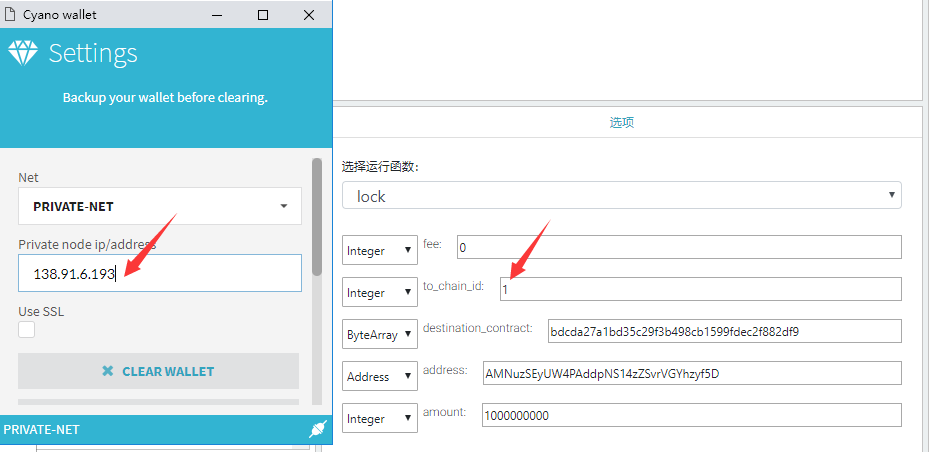 Cyano wallet
Settings
Backup your wallet before clearing.
Net
PRIVATE-NET
Private node ip/address
138.91.6.193
Use SSL
CLEAR WALLET
PRIVATE-NET
选项
选择运行函数:
lock
Integer fee: 0
Integer to_chain_id: 1
ByteArray destination_contract: bdcda27a1bd35c29f3b498cb1599fdec2f882df9
Address address: AMNuzSEyUW4PAddpNS14zZSvrVGYhzyf5D
Integer amount: 1000000000